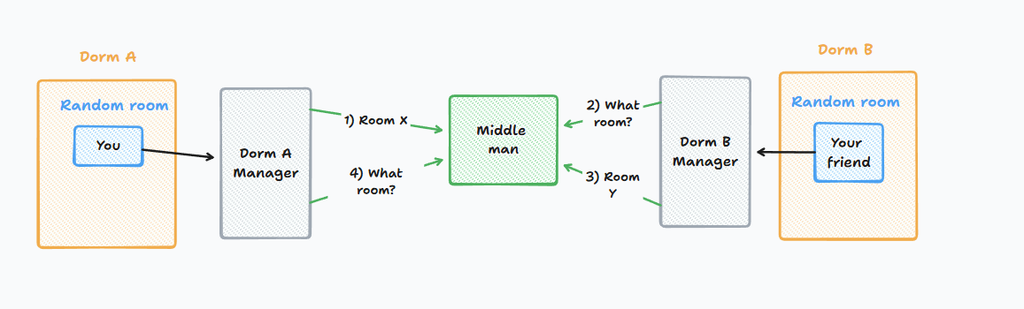 Dorm A
Random room
You
Dorm A
Manager
1) Room X
4) What
room?
Middle
man
2) What
room?
3) Room
Y
Dorm B
Manager
Dorm B
Random room
Your
friend